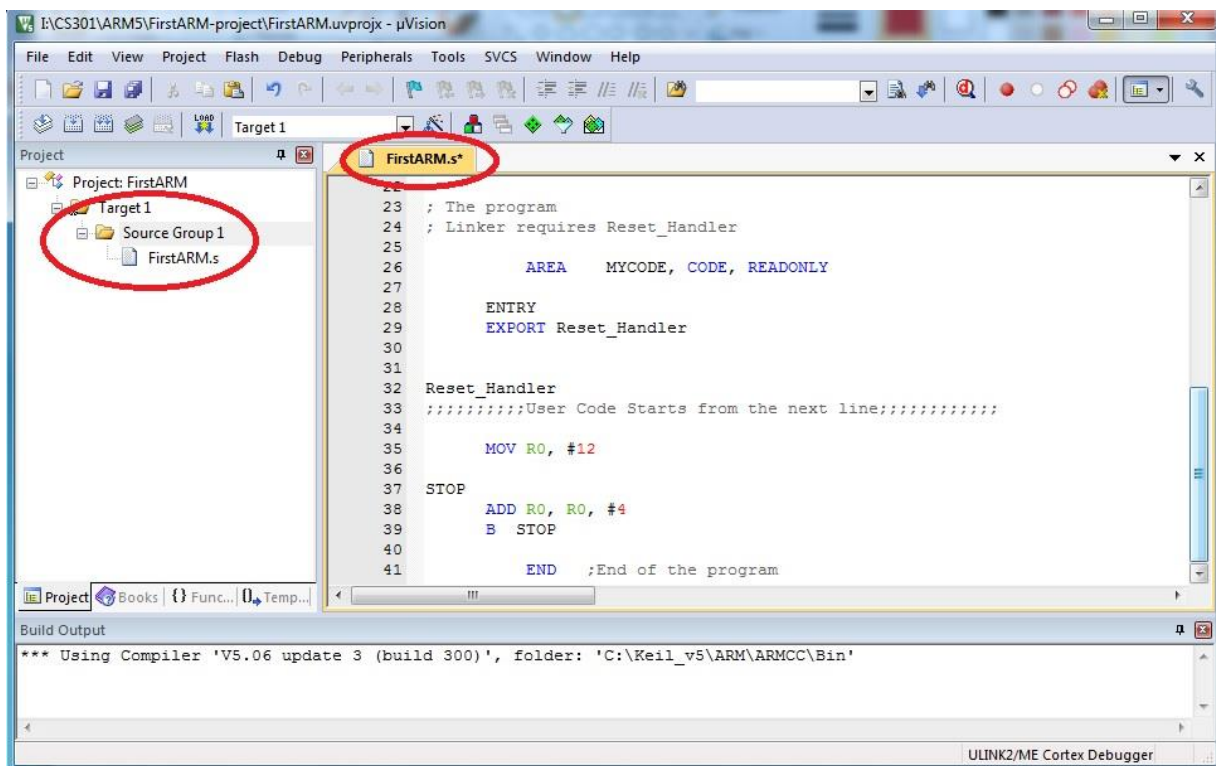 I:\CS301\ARM5\FirstARM-project\FirstARM.uvprojx - µVision
File Edit View Project Flash Debug Peripherals Tools SVCS Window Help
LOAD
Target 1
Project
Project: FirstARM
Target 1
Source Group 1
FirstARM.s
FirstARM.s*
22
23 ; The program
24 ; Linker requires Reset_Handler
25
26 AREA MYCODE, CODE, READONLY
27
28 ENTRY
29 EXPORT Reset_Handler
30
31
32 Reset_Handler
33 ;;;;;;;;;;User Code Starts from the next line;;;;;;;;;;;;
34
35 MOV R0, #12
36
37 STOP
38 ADD R0, R0, #4
39 B STOP
40
41 END ;End of the program
Project Books {} Func... Temp...
Build Output
*** Using Compiler 'V5.06 update 3 (build 300)', folder: 'C:\Keil_v5\ARM\ARMCC\Bin'
ULINK2/ME Cortex Debugger